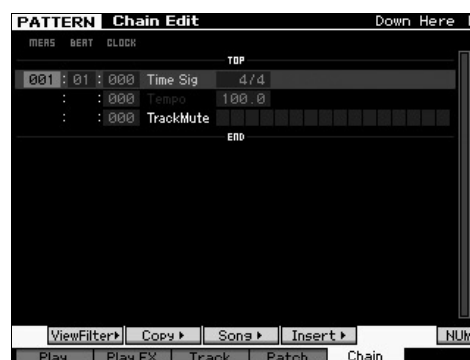 PATTERN Chain Edit Down Here
MEAS BEAT CLOCK
TOP
001 : 01 : 000 Time Sig 4/4
: : 000 Tempo 100.0
: : 000 TrackMute
END
ViewFilter Copy Song Insert NUM
Play Play FX Track Patch Chain